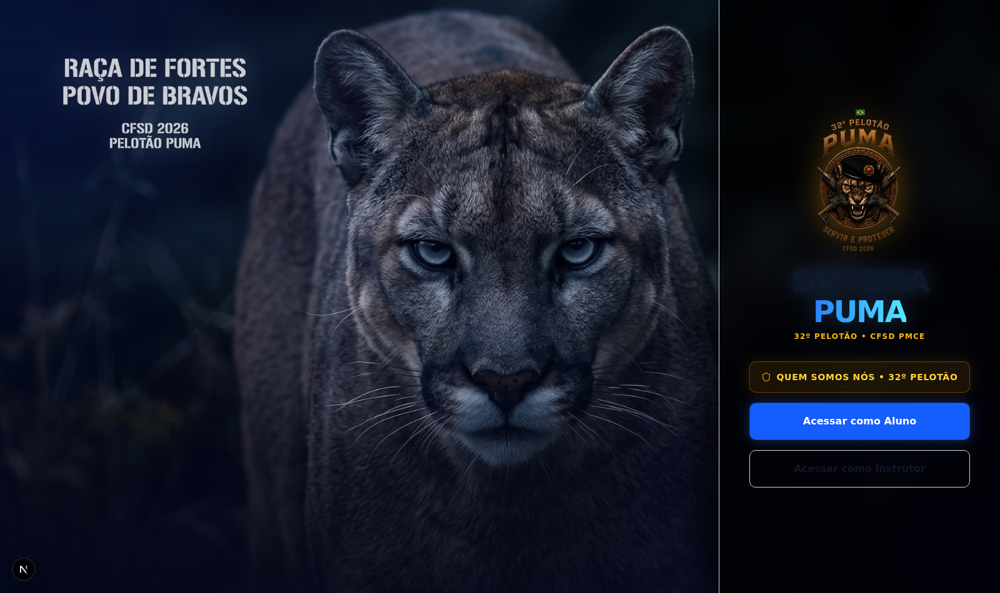 RAÇA DE FORTES
POVO DE BRAVOS
CFSD 2026
PELOTÃO PUMA
32º PELOTÃO
PUMA
SERVIR E PROTEGER
CFSD 2026
SISTEMA
PUMA
32º PELOTÃO • CFSD PMCE
QUEM SOMOS NÓS • 32º PELOTÃO
Acessar como Aluno
Acessar como Instrutor
N